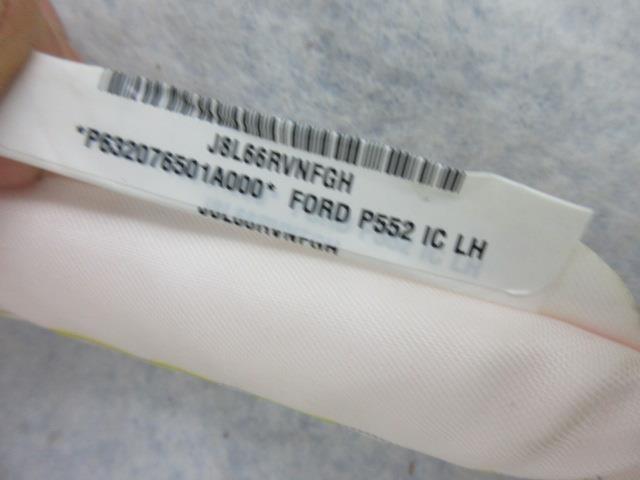 J8L66RVNFGH
*P632076501A000* FORD P552 IC LH